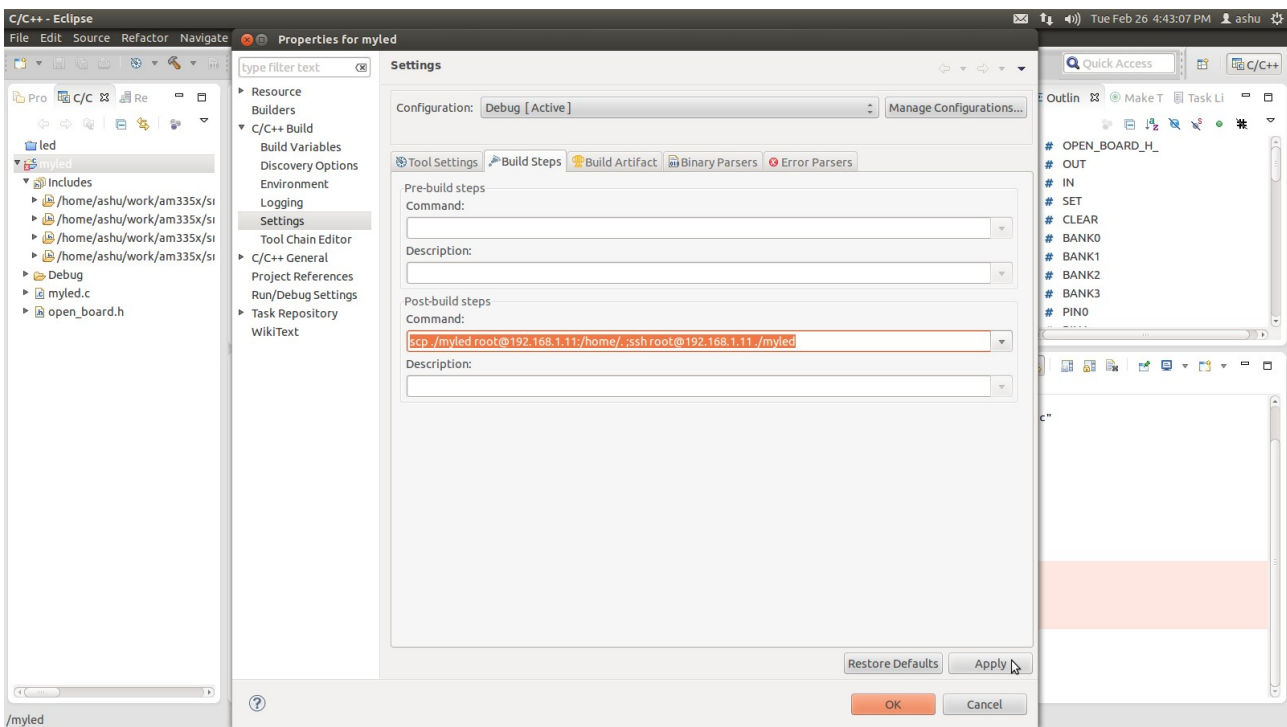 C/C++ - Eclipse
Tue Feb 26 4:43:07 PM ashu
File Edit Source Refactor Navigate
Properties for myled
type filter text
Settings
Quick Access
C/C++
Pro C/C Re
led
myled
Includes
/home/ashu/work/am335x/
/home/ashu/work/am335x/
/home/ashu/work/am335x/
/home/ashu/work/am335x/
Debug
myled.c
open_board.h
Resource
Builders
C/C++ Build
Build Variables
Discovery Options
Environment
Logging
Settings
Tool Chain Editor
C/C++ General
Project References
Run/Debug Settings
Task Repository
WikiText
Configuration: Debug [ Active ] Manage Configurations...
Tool Settings Build Steps Build Artifact Binary Parsers Error Parsers
Pre-build steps
Command:
Description:
Post-build steps
Command:
scp ./myled root@192.168.1.11:/home/. ;ssh root@192.168.1.11 ./myled
Description:
Restore Defaults Apply
OK Cancel
Outlin Make T Task Li
# OPEN_BOARD_H_
# OUT
# IN
# SET
# CLEAR
# BANK0
# BANK1
# BANK2
# BANK3
# PIN0
c"
/myled